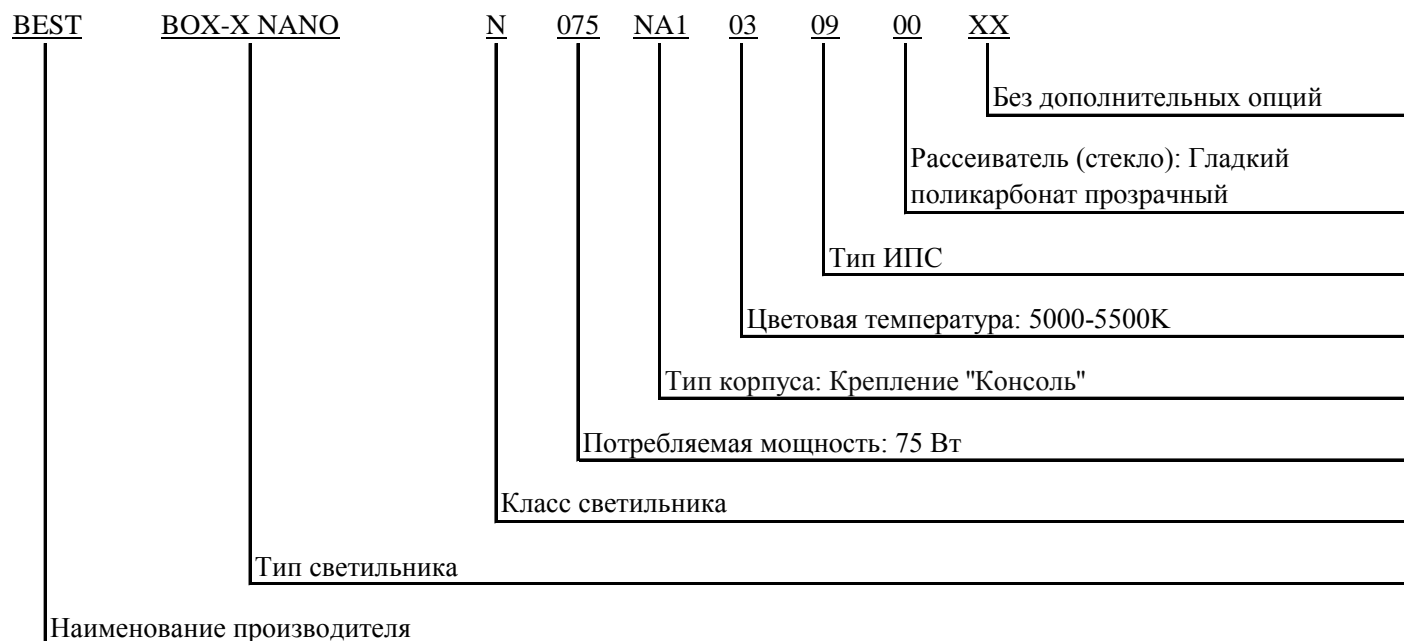 BEST BOX-X NANO N 075 NA1 03 09 00 XX
Без дополнительных опций
Рассеиватель (стекло): Гладкий
поликарбонат прозрачный
Тип ИПС
Цветовая температура: 5000-5500К
Тип корпуса: Крепление "Консоль"
Потребляемая мощность: 75 Вт
Класс светильника
Тип светильника
Наименование производителя